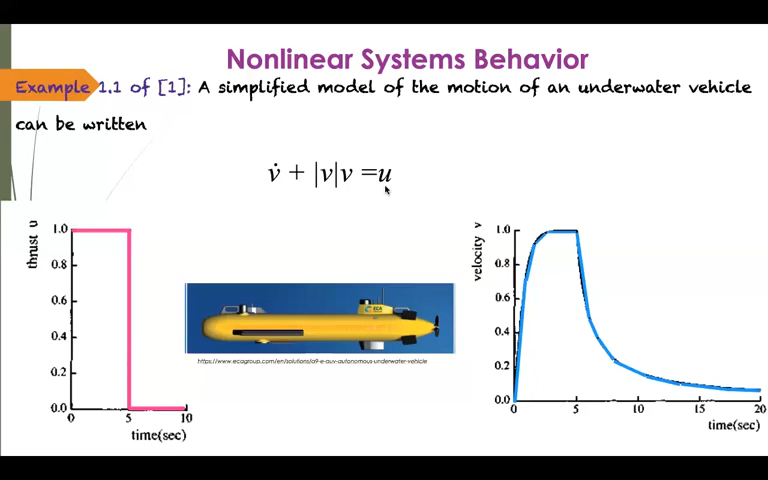 Nonlinear Systems Behavior
Example 1.1 of [1]: A simplified model of the motion of an underwater vehicle
can be written
v̇ + |v|v =u
thrust u
1.0
0.8
0.6
0.4
0.2
0.0
0 5 10
time(sec)
ECA
https://www.ecagroup.com/en/solutions/a9-e-auv-autonomous-underwater-vehicle
velocity v
1.0
0.8
0.6
0.4
0.2
0.0
0 5 10 15 20
time(sec)